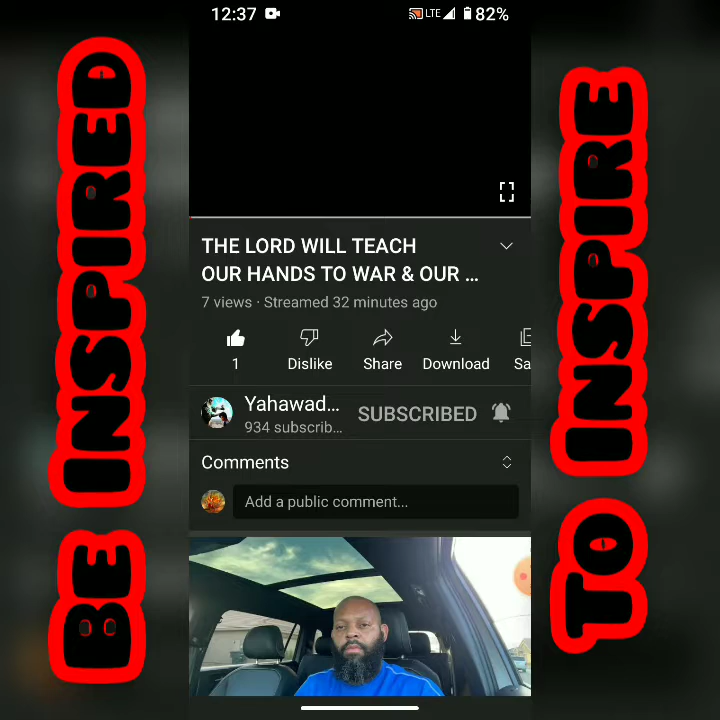 BE INSPIRED
12:37
LTE 82%
THE LORD WILL TEACH
OUR HANDS TO WAR & OUR ...
7 views · Streamed 32 minutes ago
1 Dislike Share Download Sa
Yahawad... SUBSCRIBED
934 subscrib...
Comments
Add a public comment...
TO INSPIRE